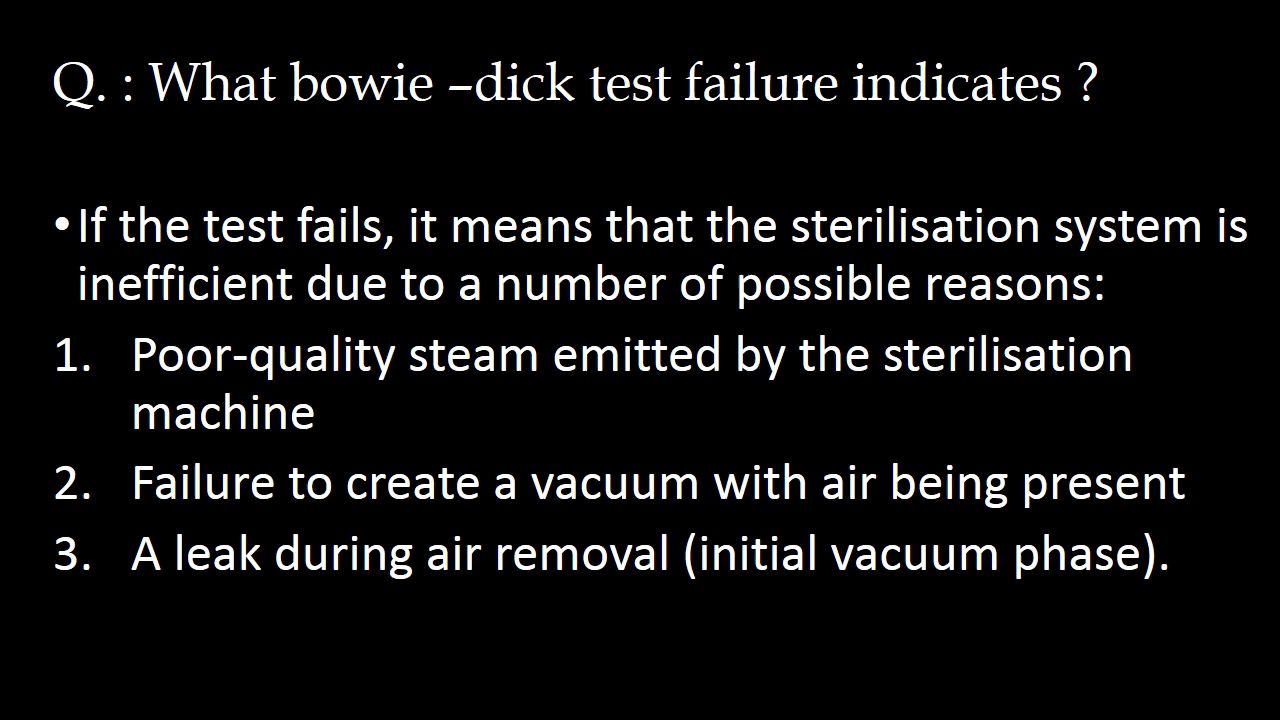 Q. : What bowie –dick test failure indicates ?
•If the test fails, it means that the sterilisation system is
inefficient due to a number of possible reasons:
1. Poor-quality steam emitted by the sterilisation
machine
2. Failure to create a vacuum with air being present
3. A leak during air removal (initial vacuum phase).